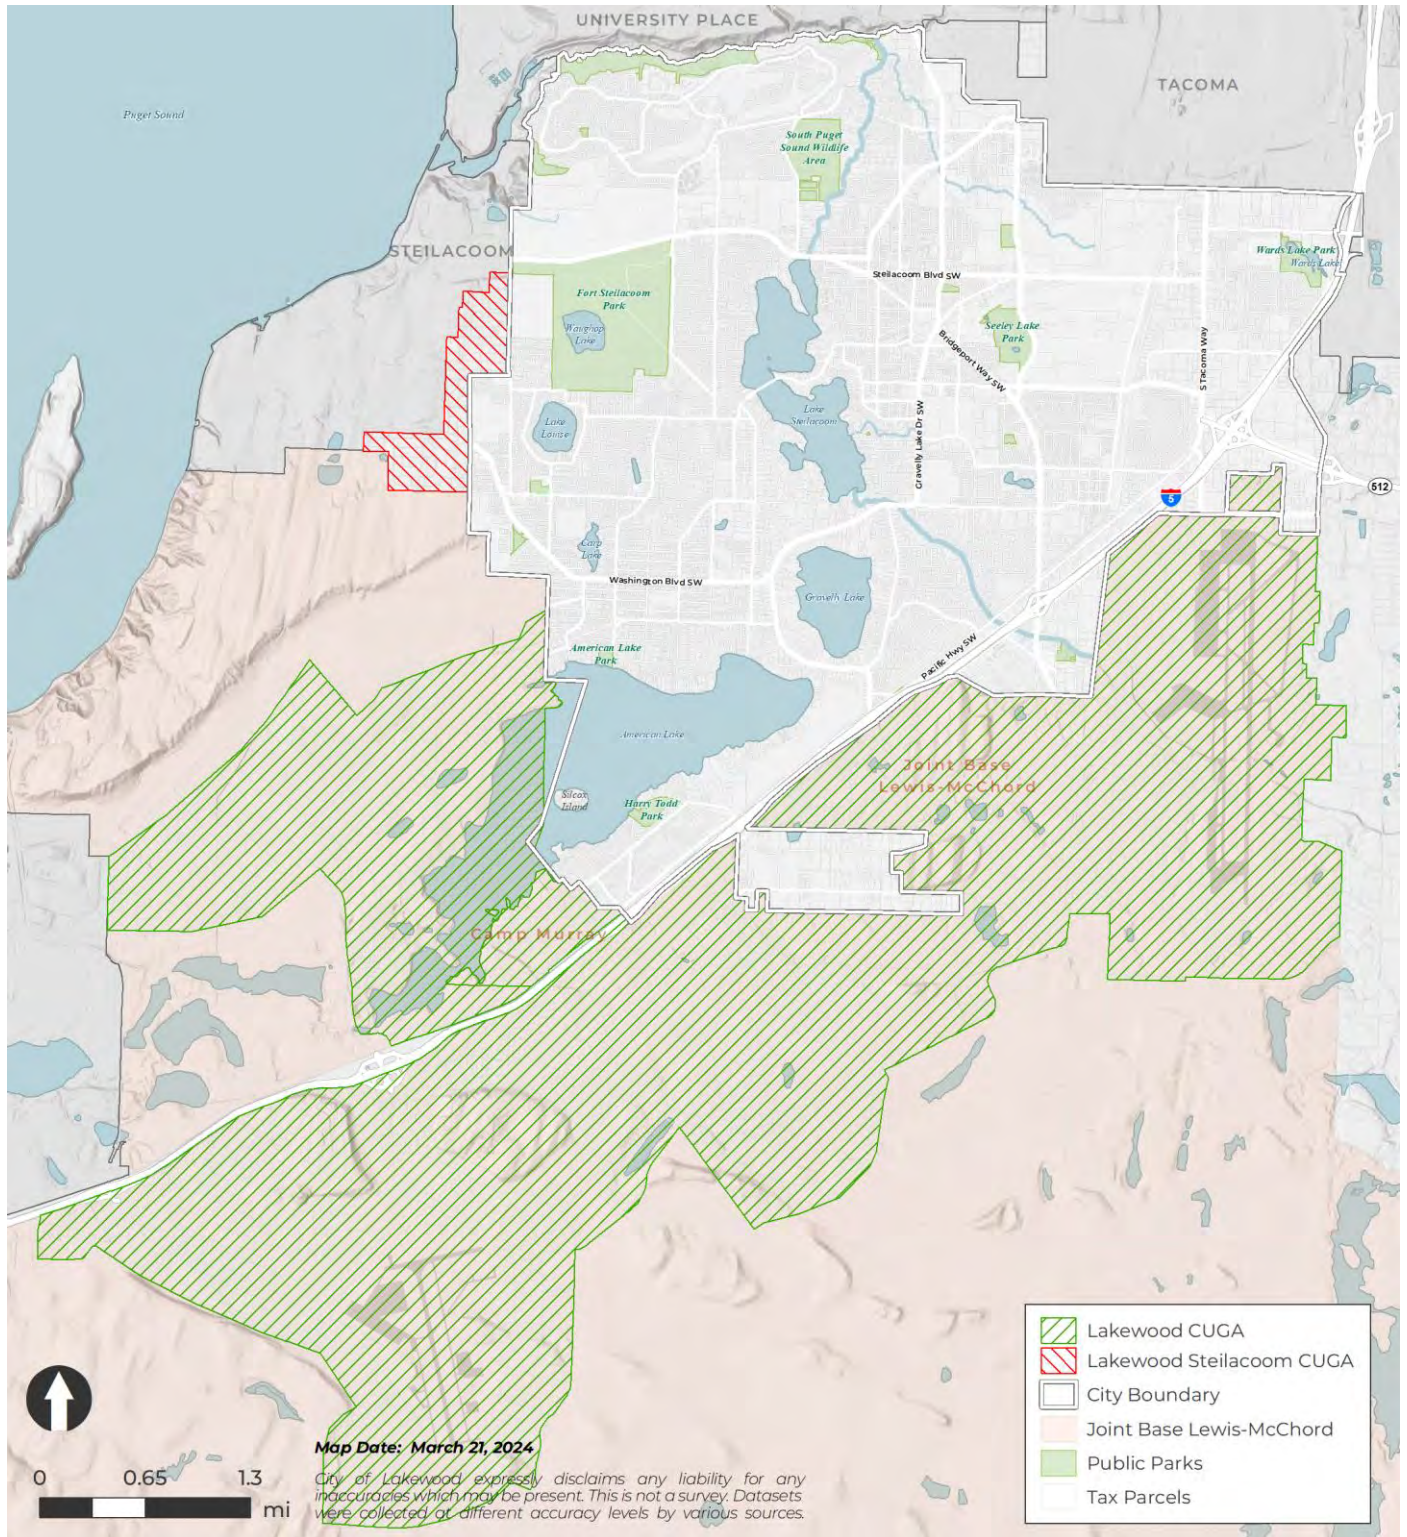 UNIVERSITY PLACE
TACOMA
Puget Sound
South Puget
Sound Wildlife
Area
STEILACOOM
Wards Lake Park
Wards Lake
Steilacoom Blvd SW
Fort Steilacoom
Park
Waughop
Lake
Seeley Lake
Park
Bridgeport Way SW
S Tacoma Way
Lake
Steilacoom
Gravelly Lake Dr SW
Lake
Louise
512
5
Carp
Lake
Washington Blvd SW
Gravelly Lake
American Lake
Park
Pacific Hwy SW
American Lake
Joint Base
Lewis-McChord
Silcox
Island
Harry Todd
Park
Camp Murray
Lakewood CUGA
Lakewood Steilacoom CUGA
City Boundary
Joint Base Lewis-McChord
Public Parks
Tax Parcels
Map Date: March 21, 2024
0 0.65 1.3
mi
City of Lakewood expressly disclaims any liability for any
inaccuracies which may be present. This is not a survey. Datasets
were collected at different accuracy levels by various sources.